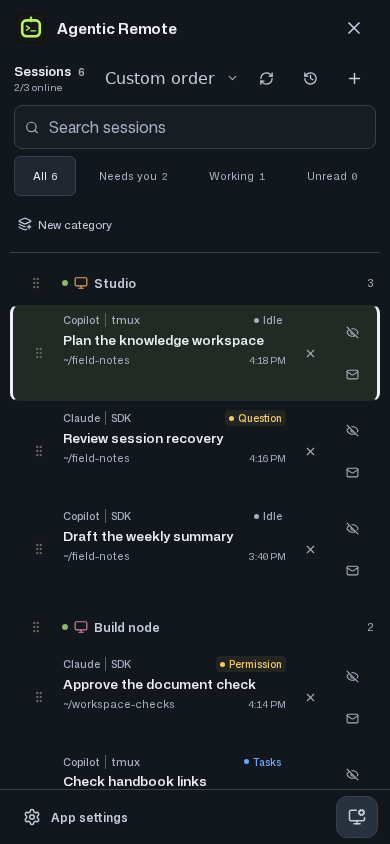 Agentic Remote
Sessions 6
2/3 online
Custom order
Search sessions
All 6
Needs you 2
Working 1
Unread 0
New category
Studio 3
Copilot | tmux Idle
Plan the knowledge workspace
~/field-notes 4:18 PM
Claude | SDK Question
Review session recovery
~/field-notes 4:16 PM
Copilot | SDK Idle
Draft the weekly summary
~/field-notes 3:40 PM
Build node 2
Claude | SDK Permission
Approve the document check
~/workspace-checks 4:14 PM
Copilot | tmux Tasks
Check handbook links
App settings